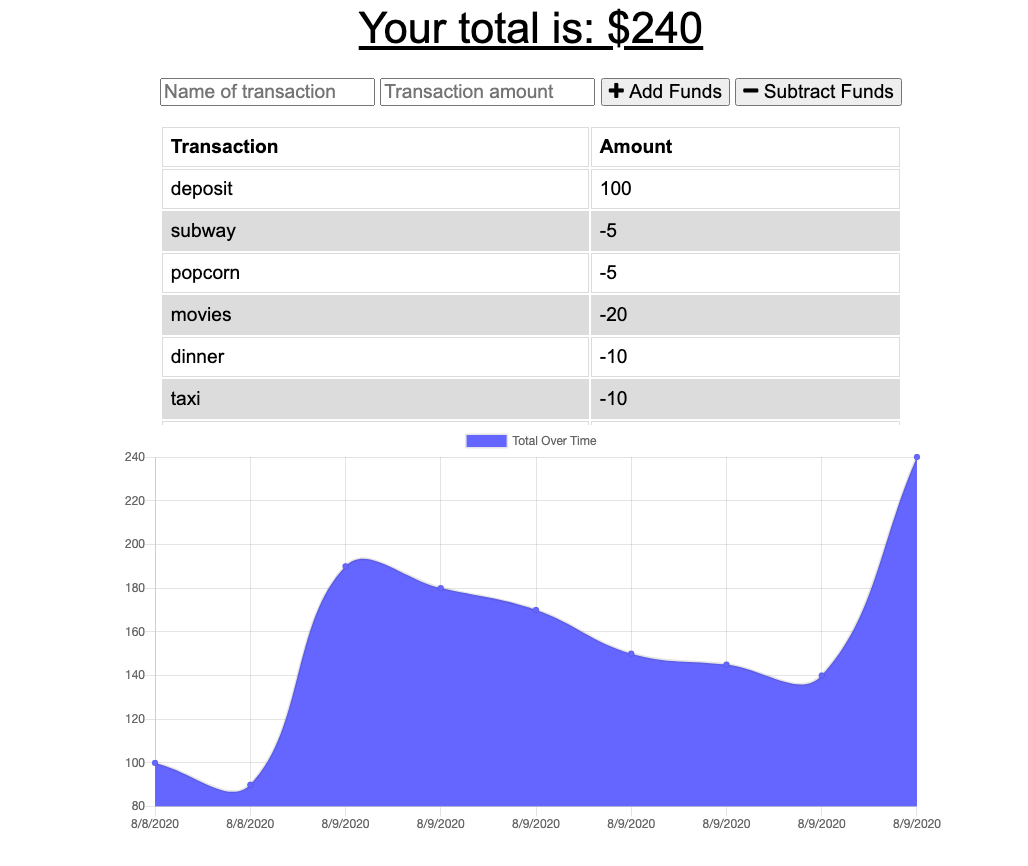 Your total is: $240
Name of transaction Transaction amount Add Funds Subtract Funds
Transaction Amount
deposit 100
subway -5
popcorn -5
movies -20
dinner -10
taxi -10
Total Over Time
240
220
200
180
160
140
120
100
80
8/8/2020 8/8/2020 8/9/2020 8/9/2020 8/9/2020 8/9/2020 8/9/2020 8/9/2020 8/9/2020